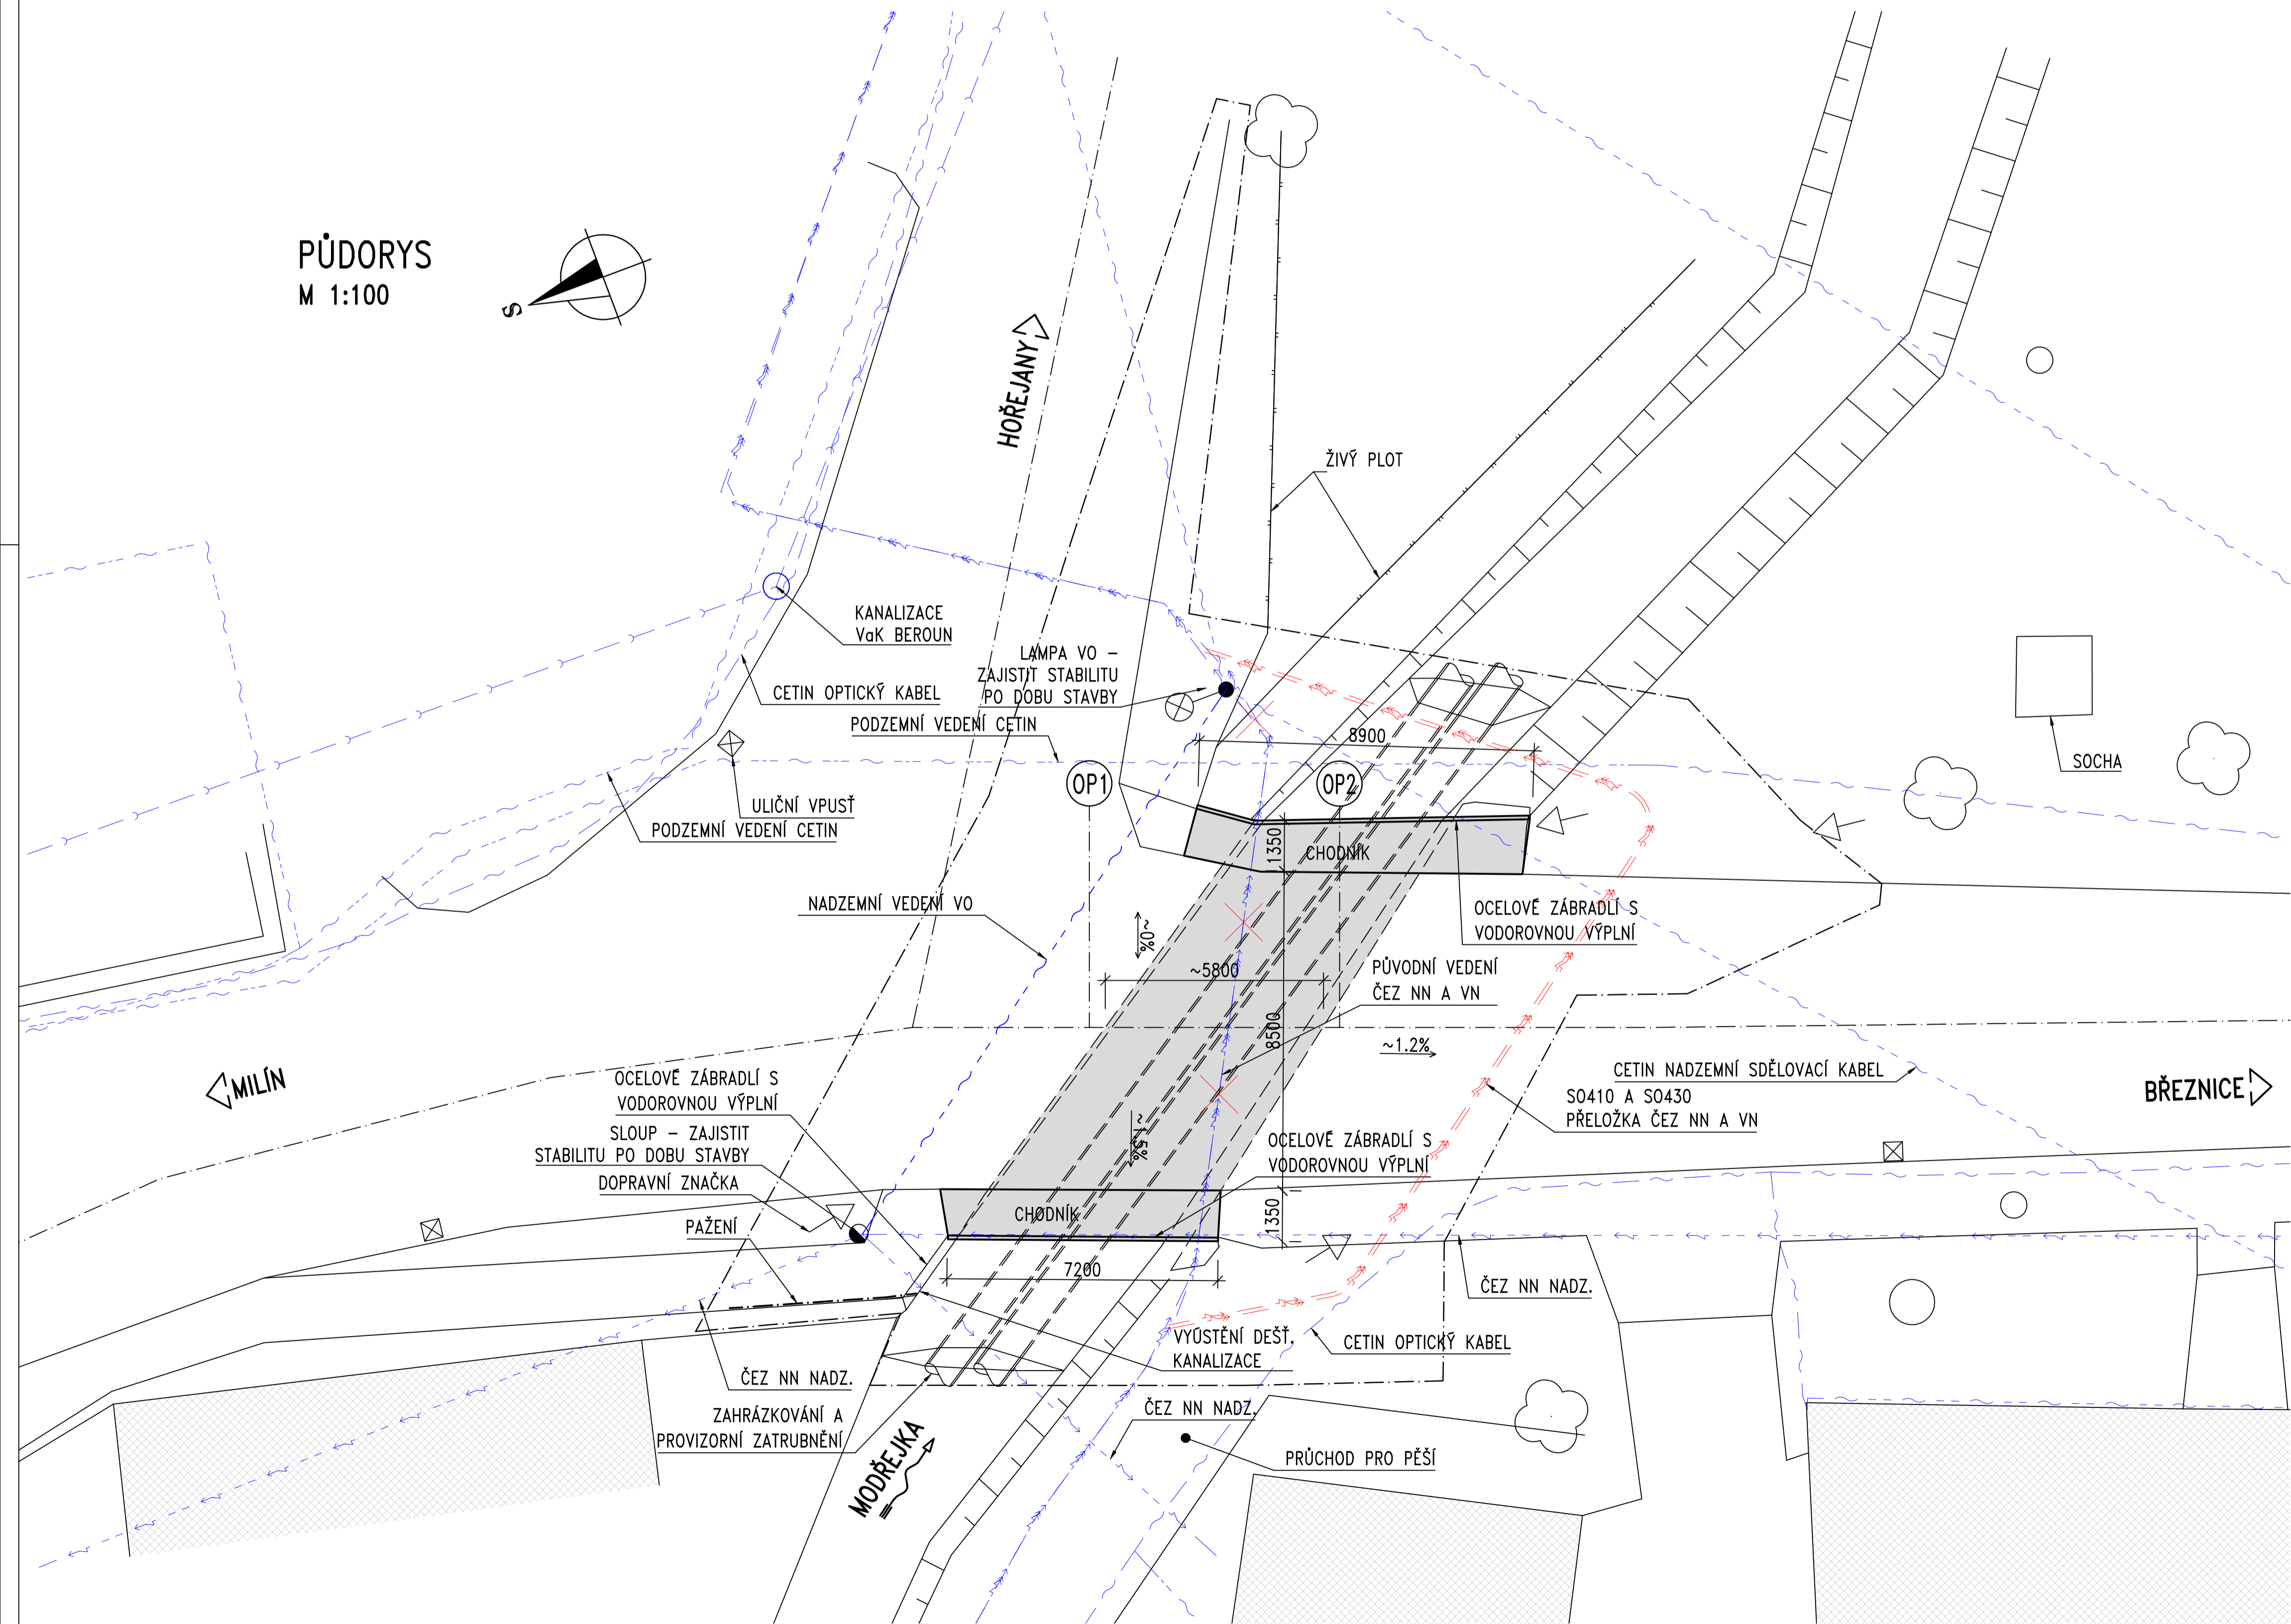 PŮDORYS
M 1:100
S
HOŘEJANY
ŽIVÝ PLOT
KANALIZACE
VaK BEROUN
LAMPA VO –
ZAJISTIT STABILITU
PO DOBU STAVBY
CETIN OPTICKÝ KABEL
PODZEMNÍ VEDENÍ CETIN
8900
SOCHA
OP1
OP2
ULIČNÍ VPUSŤ
PODZEMNÍ VEDENÍ CETIN
1350
CHODNÍK
NADZEMNÍ VEDENÍ VO
OCELOVÉ ZÁBRADLÍ S
VODOROVNOU VÝPLNÍ
~0%
~5800
PŮVODNÍ VEDENÍ
ČEZ NN A VN
8500
~1.2%
CETIN NADZEMNÍ SDĚLOVACÍ KABEL
SO410 A SO430
PŘELOŽKA ČEZ NN A VN
MILÍN
BŘEZNICE
OCELOVÉ ZÁBRADLÍ S
VODOROVNOU VÝPLNÍ
SLOUP – ZAJISTIT
STABILITU PO DOBU STAVBY
DOPRAVNÍ ZNAČKA
~1.5%
OCELOVÉ ZÁBRADLÍ S
VODOROVNOU VÝPLNÍ
PAŽENÍ
CHODNÍK
1350
7200
ČEZ NN NADZ.
VYÚSTĚNÍ DEŠŤ.
KANALIZACE
CETIN OPTICKÝ KABEL
ČEZ NN NADZ.
ZAHRÁZKOVÁNÍ A
PROVIZORNÍ ZATRUBNĚNÍ
ČEZ NN NADZ.
MODŘEJKA
PRŮCHOD PRO PĚŠÍ